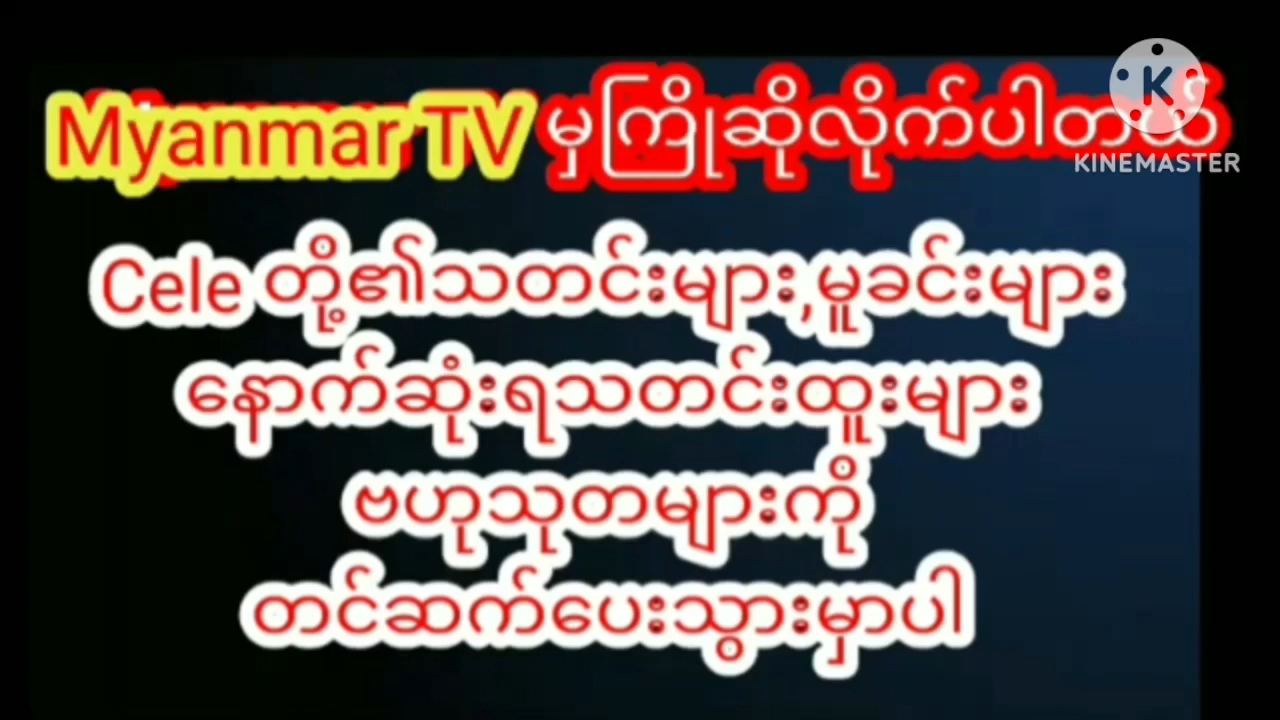 Myanmar TV မှကြိုဆိုလိုက်ပါတယ်
K
KINEMASTER
Cele တို့၏သတင်းများ,မူခင်းများ
နောက်ဆုံးရသတင်းထူးများ
ဗဟုသုတများကို
တင်ဆက်ပေးသွားမှာပါ